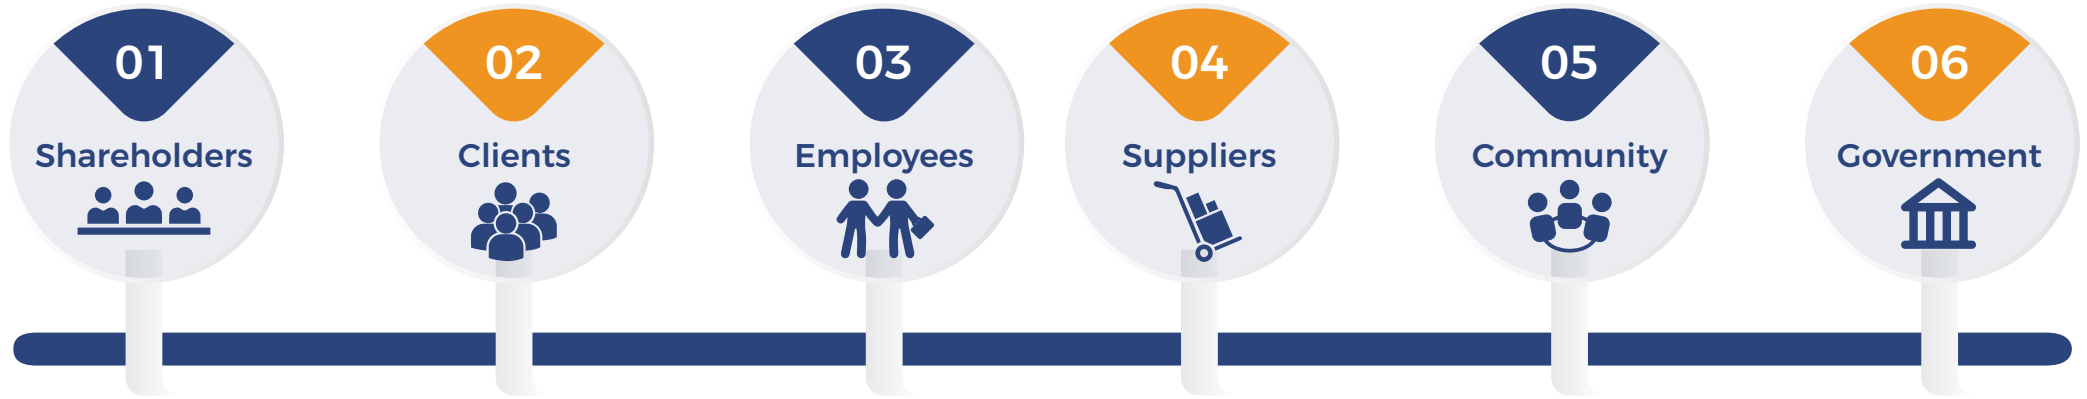 01
Shareholders
02
Clients
03
Employees
04
Suppliers
05
Community
06
Government